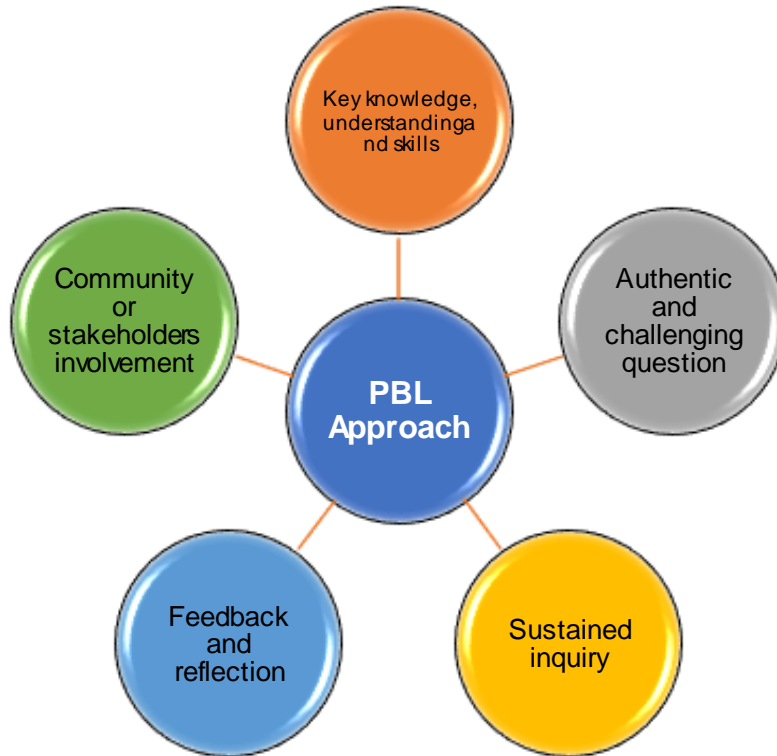 Key knowledge,
understandinga
nd skills
Community
or
stakeholders
involvement
Authentic
and
challenging
question
PBL
Approach
Feedback
and
reflection
Sustained
inquiry